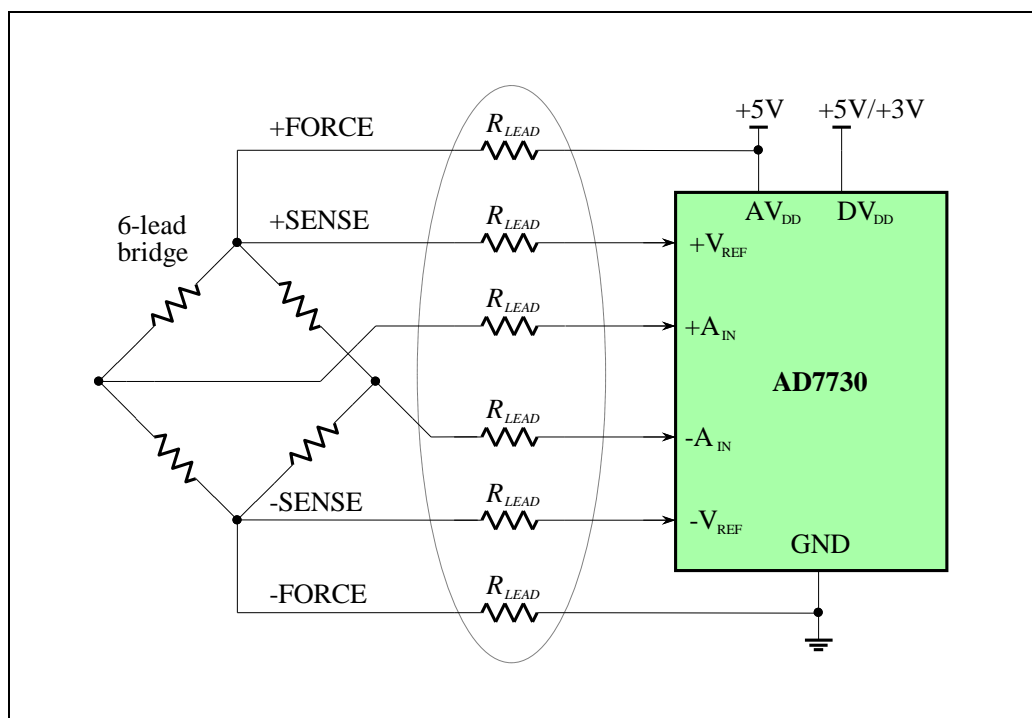 +5V
+5V/+3V
+FORCE
R_LEAD
AV_DD
DV_DD
6-lead
bridge
+SENSE
R_LEAD
+V_REF
R_LEAD
+A_IN
AD7730
R_LEAD
-A_IN
-SENSE
R_LEAD
-V_REF
GND
-FORCE
R_LEAD